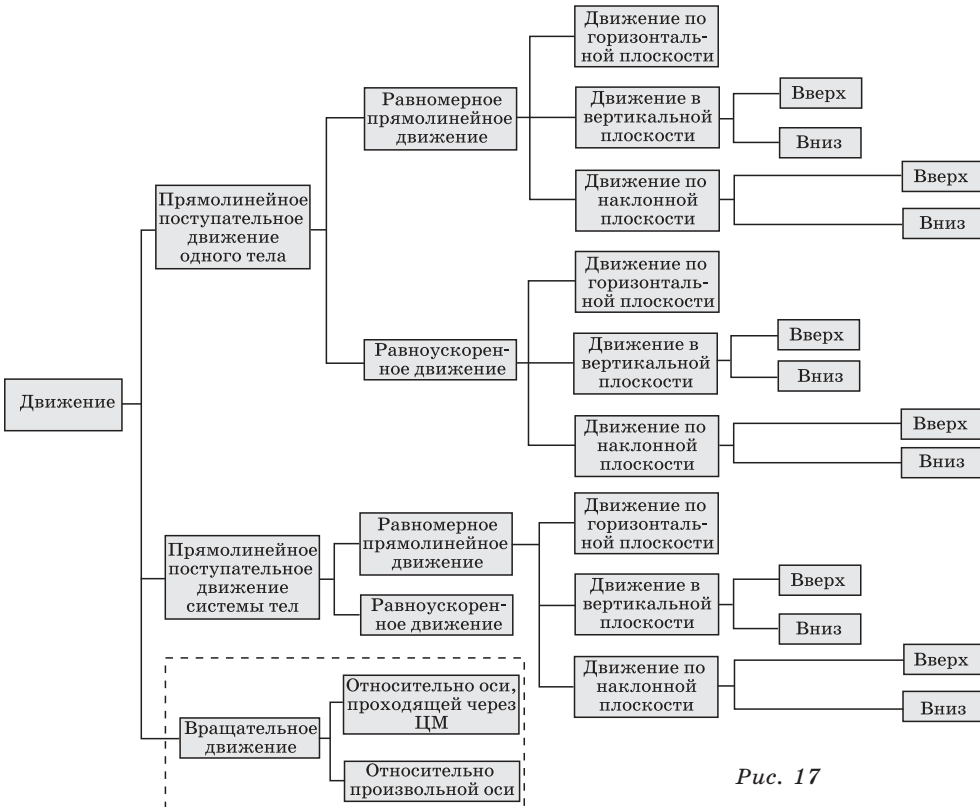 Движение
Прямолинейное
поступательное
движение
одного тела
Равномерное
прямолинейное
движение
Движение по
горизонталь-
ной плоскости
Движение в
вертикальной
плоскости
Вверх
Вниз
Движение по
наклонной
плоскости
Вверх
Вниз
Равноускорен-
ное движение
Движение по
горизонталь-
ной плоскости
Движение в
вертикальной
плоскости
Вверх
Вниз
Движение по
наклонной
плоскости
Вверх
Вниз
Прямолинейное
поступательное
движение
системы тел
Равномерное
прямолинейное
движение
Движение по
горизонталь-
ной плоскости
Движение в
вертикальной
плоскости
Вверх
Вниз
Движение по
наклонной
плоскости
Вверх
Вниз
Равноускорен-
ное движение
Вращательное
движение
Относительно оси,
проходящей через
ЦМ
Относительно
произвольной оси
Рис. 17